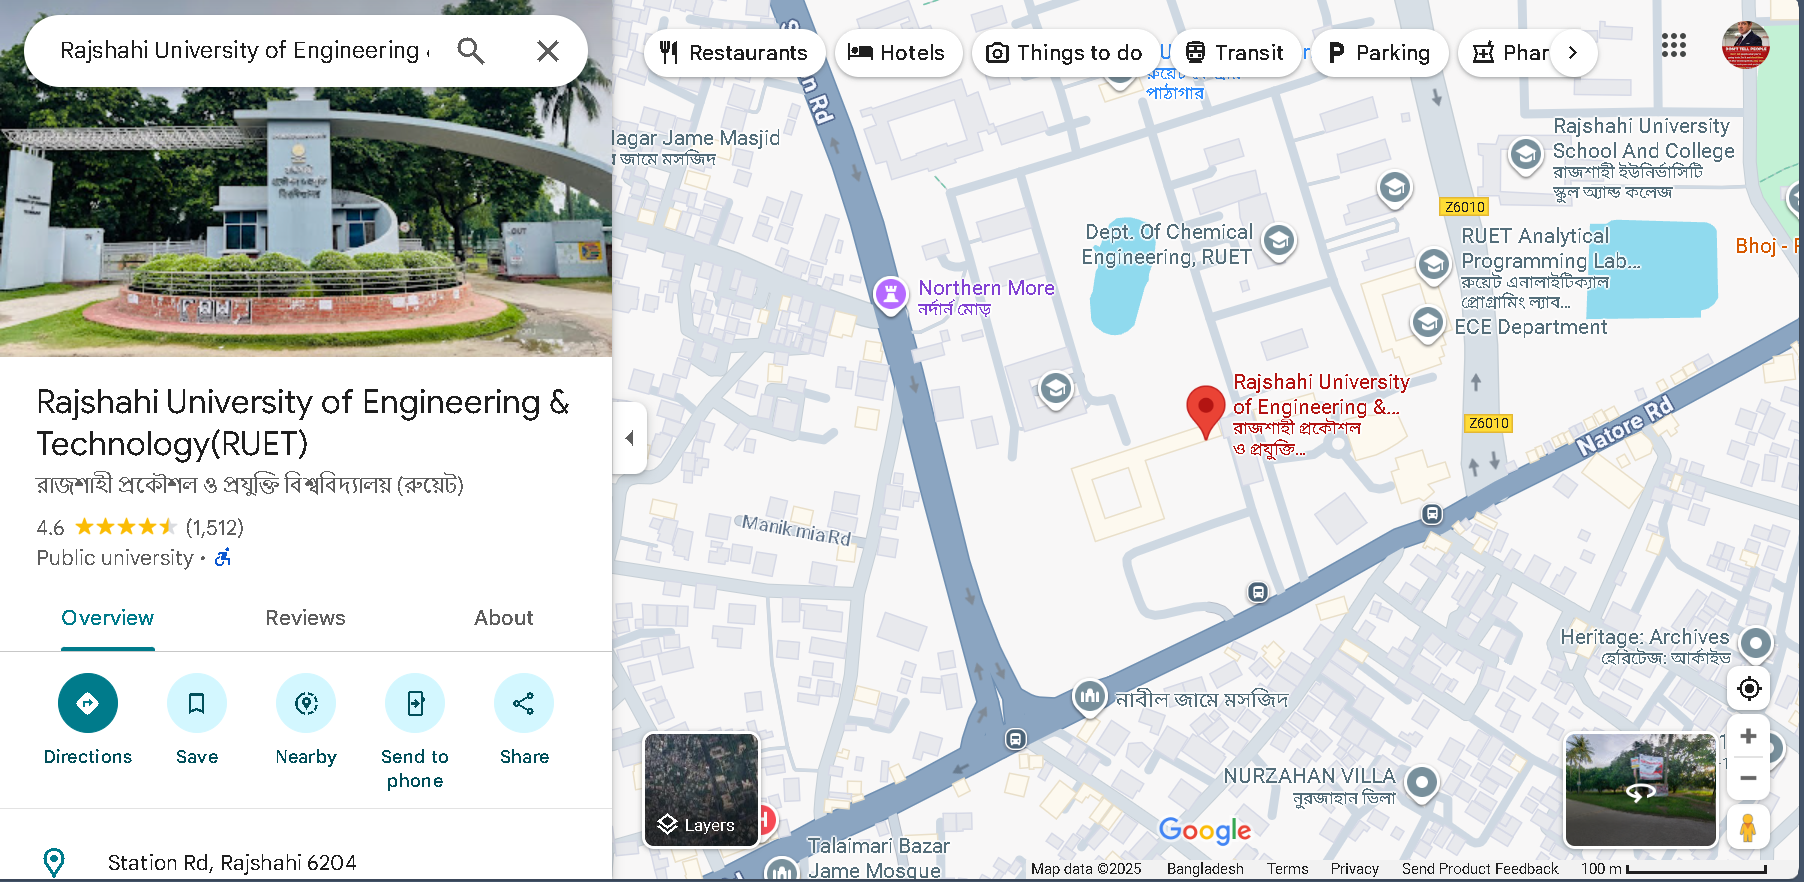 Rajshahi University of Engineering
Restaurants
Hotels
Things to do
Transit
Parking
Phar
পাঠাগার
n Rd
Rajshahi University
School And College
রাজশাহী ইউনিভার্সিটি
স্কুল অ্যান্ড কলেজ
lagar Jame Masjid
র জামে মসজিদ
Z6010
Dept. Of Chemical
Engineering, RUET
RUET Analytical
Programming Lab...
রুয়েট এনালাইটিক্যাল
প্রোগ্রামিং ল্যাব...
Bhoj -
Northern More
নর্দার্ন মোড়
ECE Department
Rajshahi University
of Engineering &...
রাজশাহী প্রকৌশল
ও প্রযুক্তি...
Z6010
Natore Rd
Manik mia Rd
Heritage: Archives
হেরিটেজ: আর্কাইভ
নাবীল জামে মসজিদ
NURZAHAN VILLA
নূরজাহান ভিলা
Talaimari Bazar
Jame Mosque
Layers
Google
Map data ©2025
Bangladesh
Terms
Privacy
Send Product Feedback
100 m
OUT
Rajshahi University of Engineering &
Technology(RUET)
রাজশাহী প্রকৌশল ও প্রযুক্তি বিশ্ববিদ্যালয় (রুয়েট)
4.6 (1,512)
Public university ·
Overview
Reviews
About
Directions
Save
Nearby
Send to
phone
Share
Station Rd, Rajshahi 6204